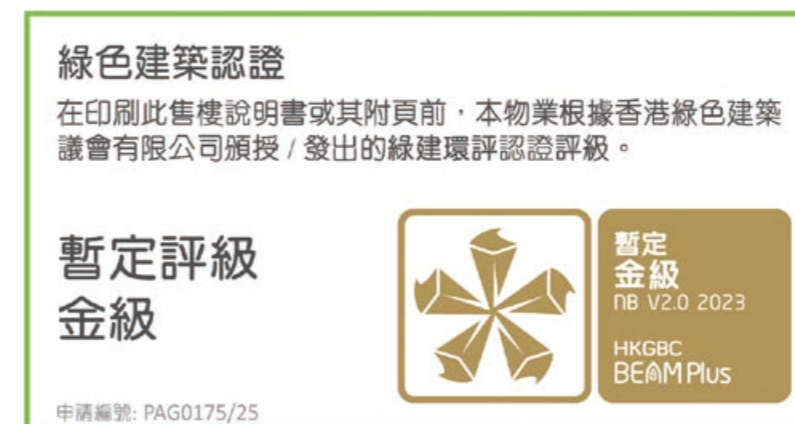 綠色建築認證
在印刷此售樓說明書或其附頁前，本物業根據香港綠色建築
議會有限公司頒授 / 發出的綠建環評認證評級。
暫定評級
金級
暫定
金級
NB V2.0 2023
HKGBC
BEAM Plus
申請編號: PAG0175/25